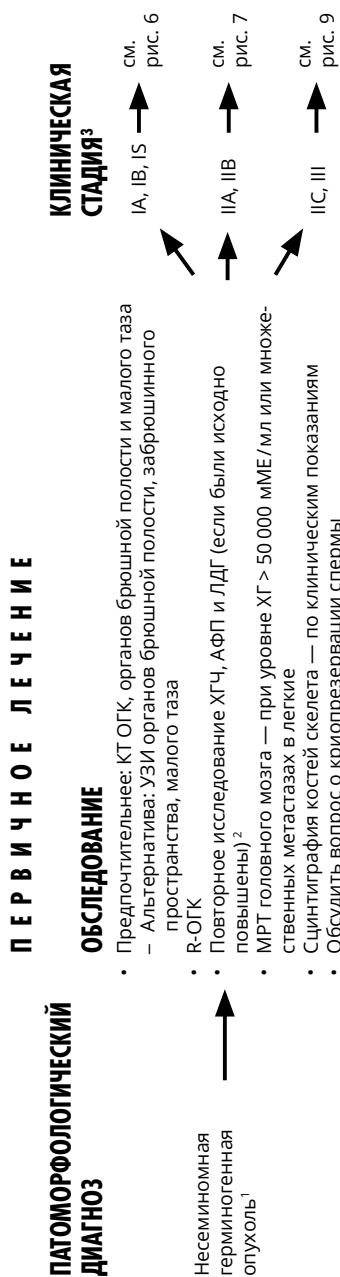 ПЕРВИЧНОЕ ЛЕЧЕНИЕ
ПАТОМОРФОЛОГИЧЕСКИЙ
ДИАГНОЗ
Несеминомная
герминогенная
опухоль¹
ОБСЛЕДОВАНИЕ
• Предпочтительнее: КТ ОГК, органов брюшной полости и малого таза
– Альтернатива: УЗИ органов брюшной полости, забрюшинного
пространства, малого таза
• R-ОГК
• Повторное исследование ХГЧ, АФП и ЛДГ (если были исходно
повышены)²
• МРТ головного мозга — при уровне ХГ > 50 000 мМЕ/мл или множе-
ственных метастазах в легкие
• Сцинтиграфия костей скелета — по клиническим показаниям
• Обсудить вопрос о криопрезервации спермы
КЛИНИЧЕСКАЯ
СТАДИЯ³
IA, IB, IS
см.
рис. 6
IIA, IIB
см.
рис. 7
IIC, III
см.
рис. 9